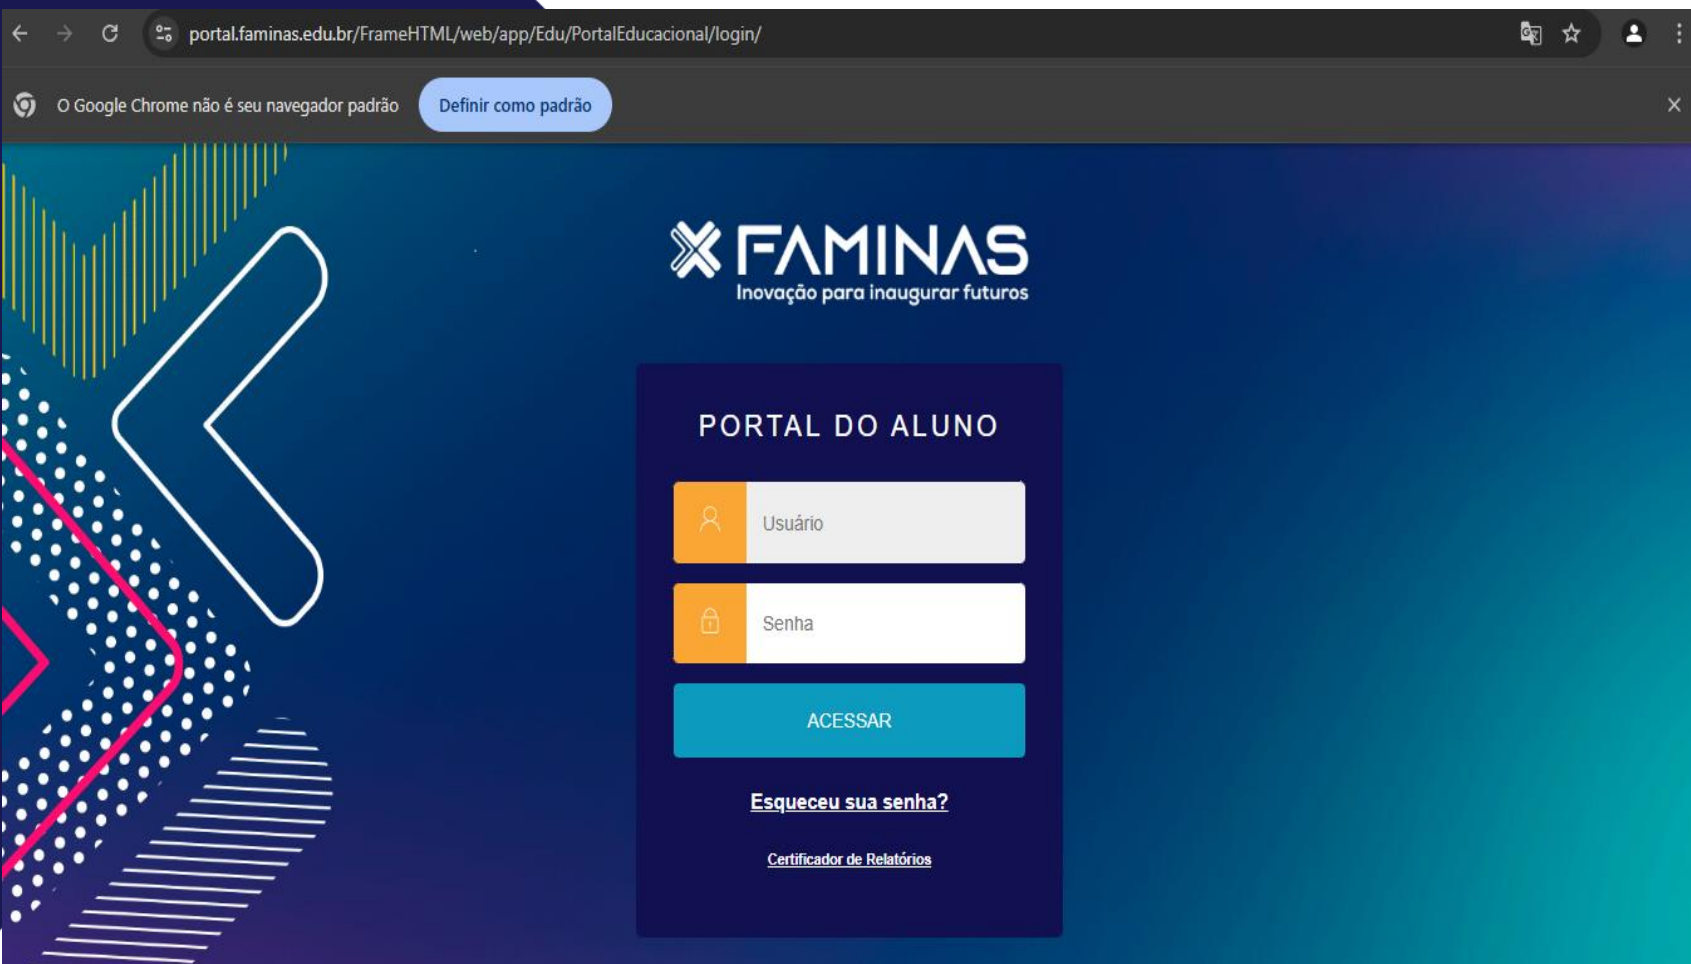 portal.faminas.edu.br/FrameHTML/web/app/Edu/PortalEducacional/login/
O Google Chrome não é seu navegador padrão
Definir como padrão
FAMINAS
Inovação para inaugurar futuros
PORTAL DO ALUNO
Usuário
Senha
ACESSAR
Esqueceu sua senha?
Certificador de Relatórios